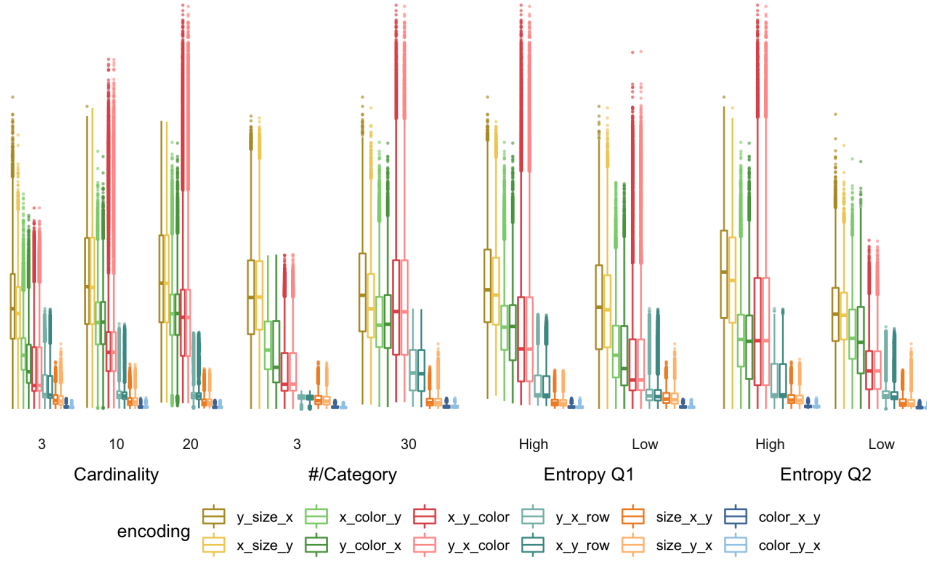 3 10 20 3 30 High Low High Low
Cardinality #/Category Entropy Q1 Entropy Q2
encoding
y_size_x x_color_y x_y_color y_x_row size_x_y color_x_y
x_size_y y_color_x y_x_color x_y_row size_y_x color_y_x